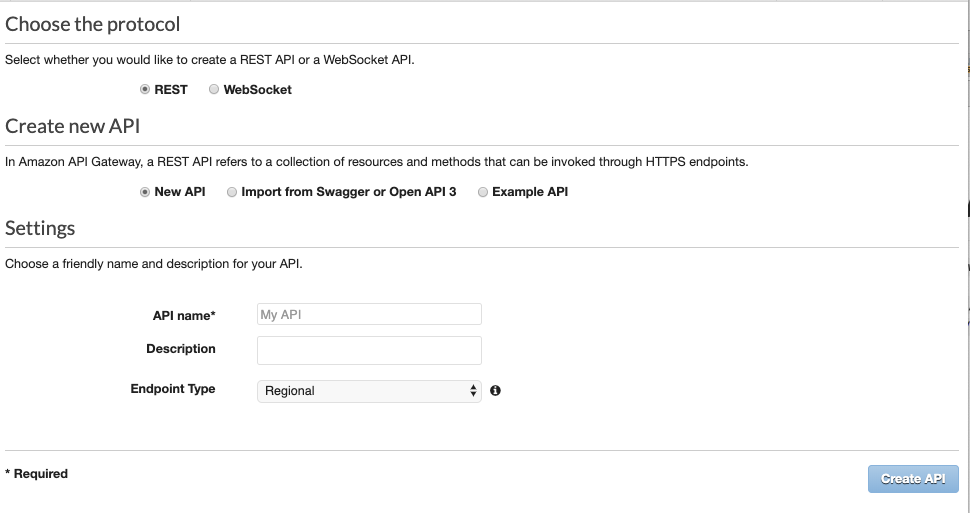 Choose the protocol
Select whether you would like to create a REST API or a WebSocket API.
REST WebSocket
Create new API
In Amazon API Gateway, a REST API refers to a collection of resources and methods that can be invoked through HTTPS endpoints.
New API Import from Swagger or Open API 3 Example API
Settings
Choose a friendly name and description for your API.
API name* My API
Description
Endpoint Type Regional
* Required Create API